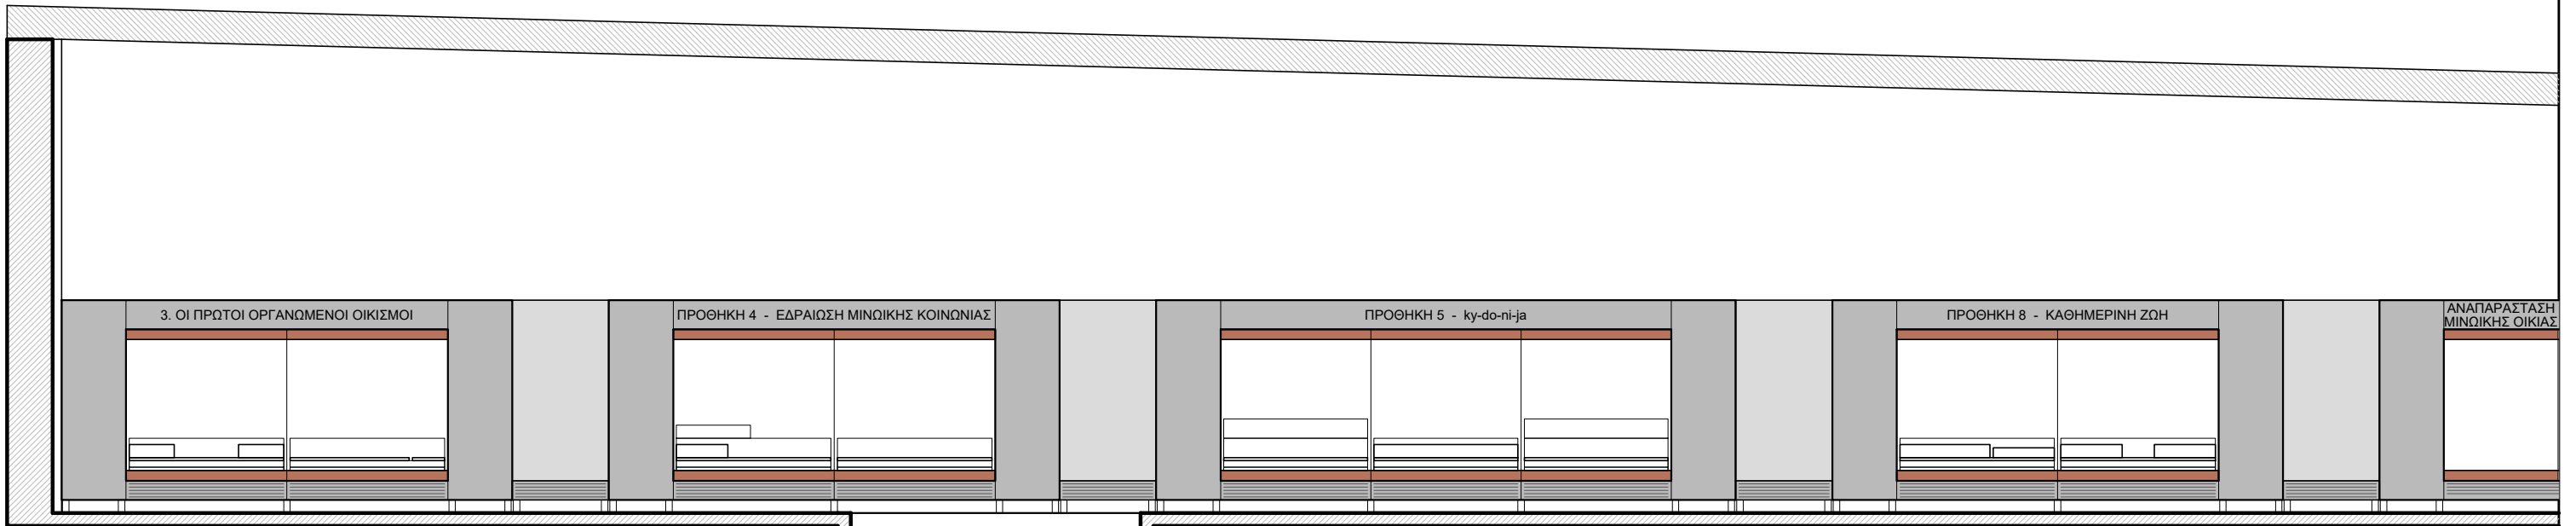 3. ΟΙ ΠΡΩΤΟΙ ΟΡΓΑΝΩΜΕΝΟΙ ΟΙΚΙΣΜΟΙ
ΠΡΟΘΗΚΗ 4 - ΕΔΡΑΙΩΣΗ ΜΙΝΩΙΚΗΣ ΚΟΙΝΩΝΙΑΣ
ΠΡΟΘΗΚΗ 5 - ky-do-ni-ja
ΠΡΟΘΗΚΗ 8 - ΚΑΘΗΜΕΡΙΝΗ ΖΩΗ
ΑΝΑΠΑΡΑΣΤΑΣΗ
ΜΙΝΩΙΚΗΣ ΟΙΚΙΑΣ